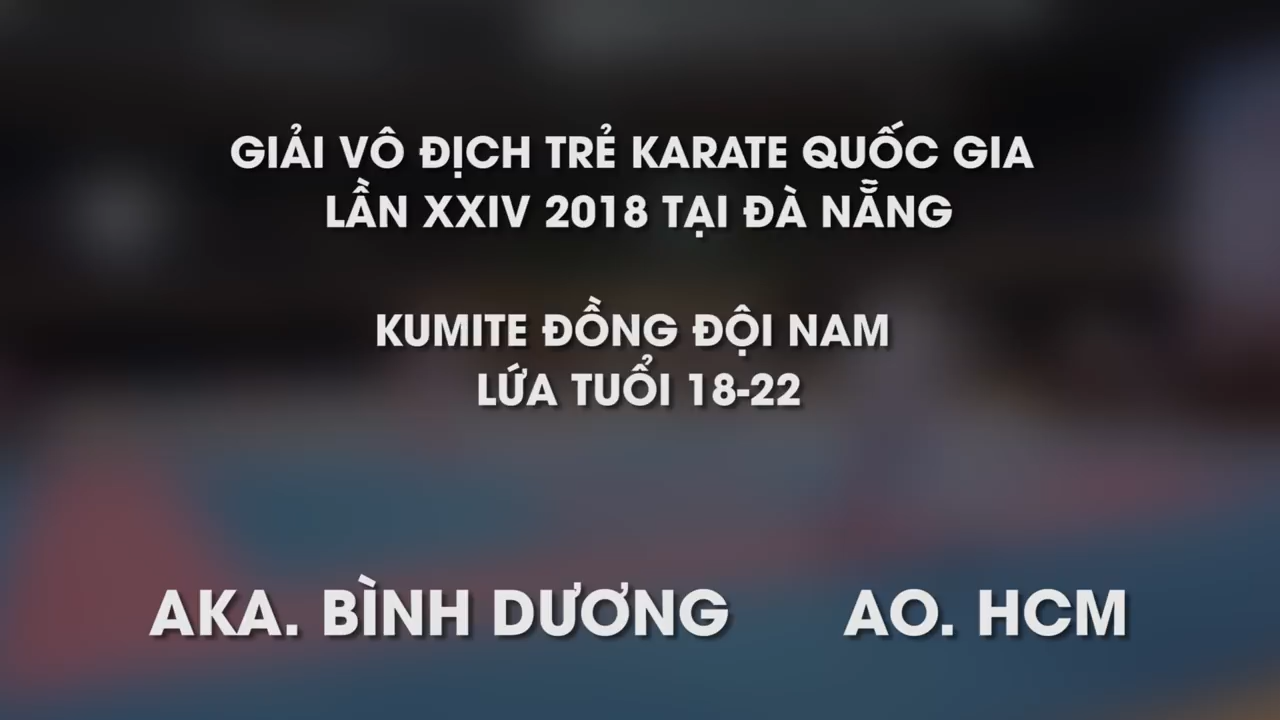 GIẢI VÔ ĐỊCH TRẺ KARATE QUỐC GIA
LẦN XXIV 2018 TẠI ĐÀ NẴNG
KUMITE ĐỒNG ĐỘI NAM
LỨA TUỔI 18-22
AKA. BÌNH DƯƠNG AO. HCM